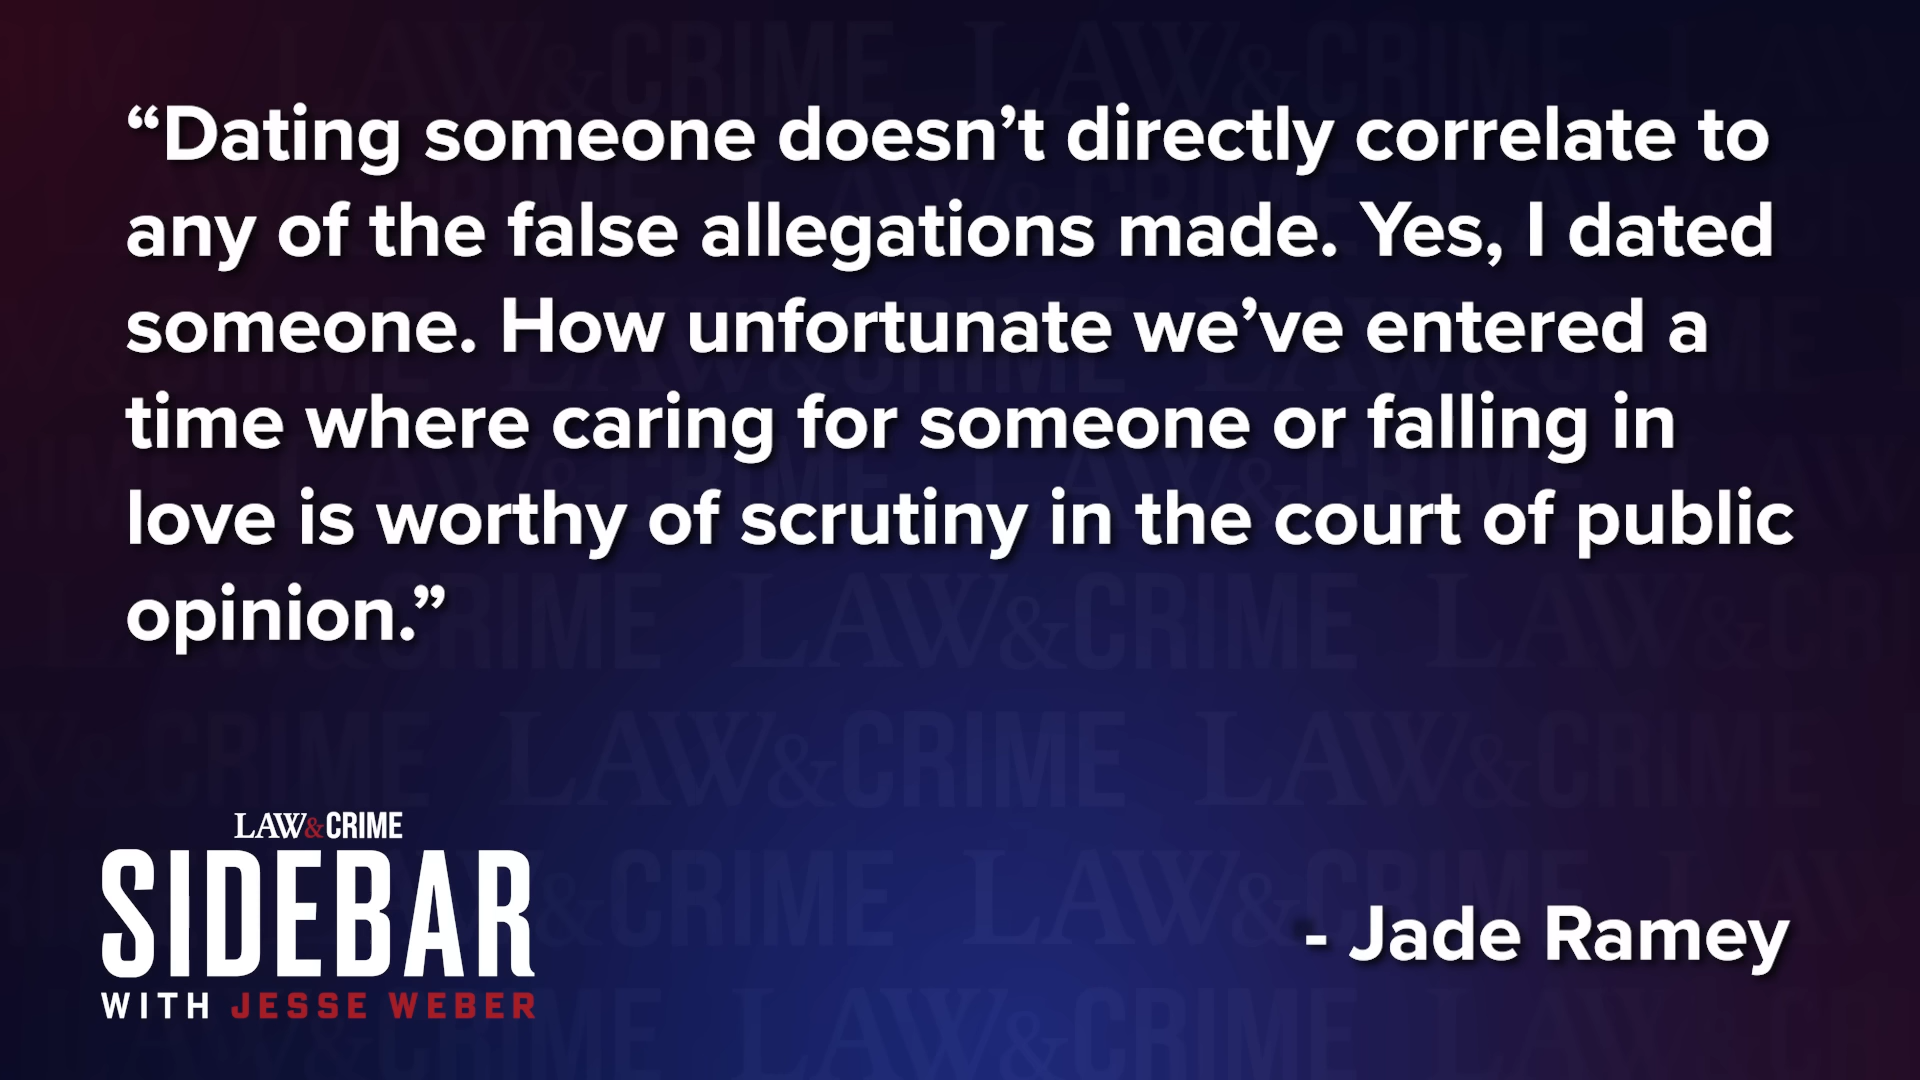 “Dating someone doesn’t directly correlate to
any of the false allegations made. Yes, I dated
someone. How unfortunate we’ve entered a
time where caring for someone or falling in
love is worthy of scrutiny in the court of public
opinion.”
- Jade Ramey
LAW&CRIME
SIDEBAR
WITH JESSE WEBER